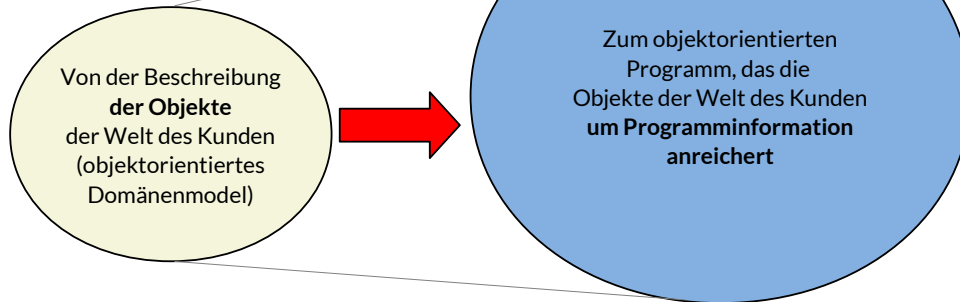 Von der Beschreibung
der Objekte
der Welt des Kunden
(objektorientiertes
Domänenmodel)
Zum objektorientierten
Programm, das die
Objekte der Welt des Kunden
um Programminformation
anreichert